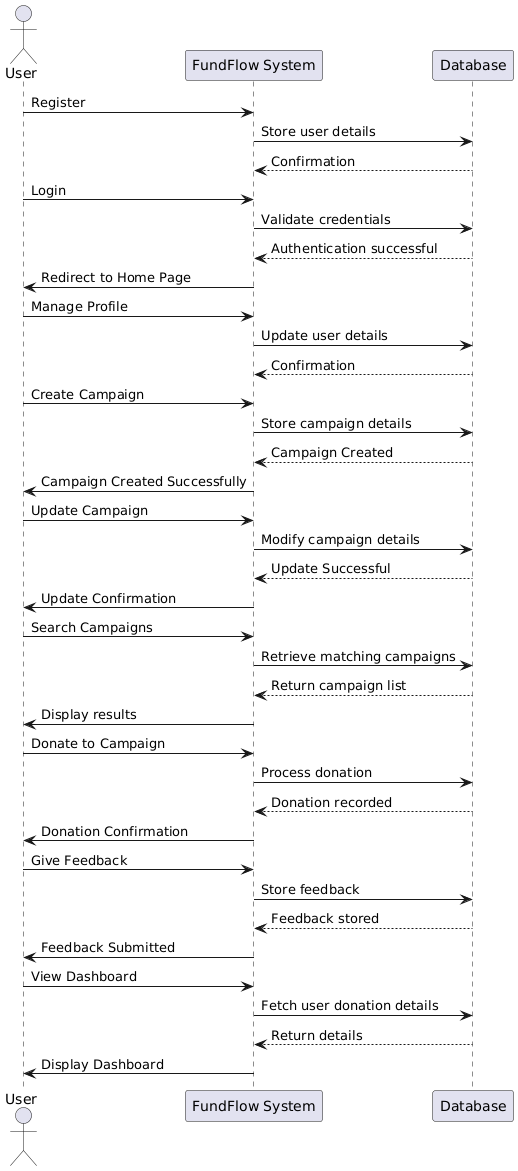 User
FundFlow System
Database
Register
Store user details
Confirmation
Login
Validate credentials
Authentication successful
Redirect to Home Page
Manage Profile
Update user details
Confirmation
Create Campaign
Store campaign details
Campaign Created
Campaign Created Successfully
Update Campaign
Modify campaign details
Update Successful
Update Confirmation
Search Campaigns
Retrieve matching campaigns
Return campaign list
Display results
Donate to Campaign
Process donation
Donation recorded
Donation Confirmation
Give Feedback
Store feedback
Feedback stored
Feedback Submitted
View Dashboard
Fetch user donation details
Return details
Display Dashboard
User
FundFlow System
Database